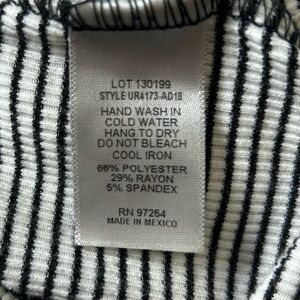 LOT 130199
STYLE UR4173-AD18
HAND WASH IN
COLD WATER
HANG TO DRY
DO NOT BLEACH
COOL IRON
66% POLYESTER
29% RAYON
5% SPANDEX
RN 97254
MADE IN MEXICO